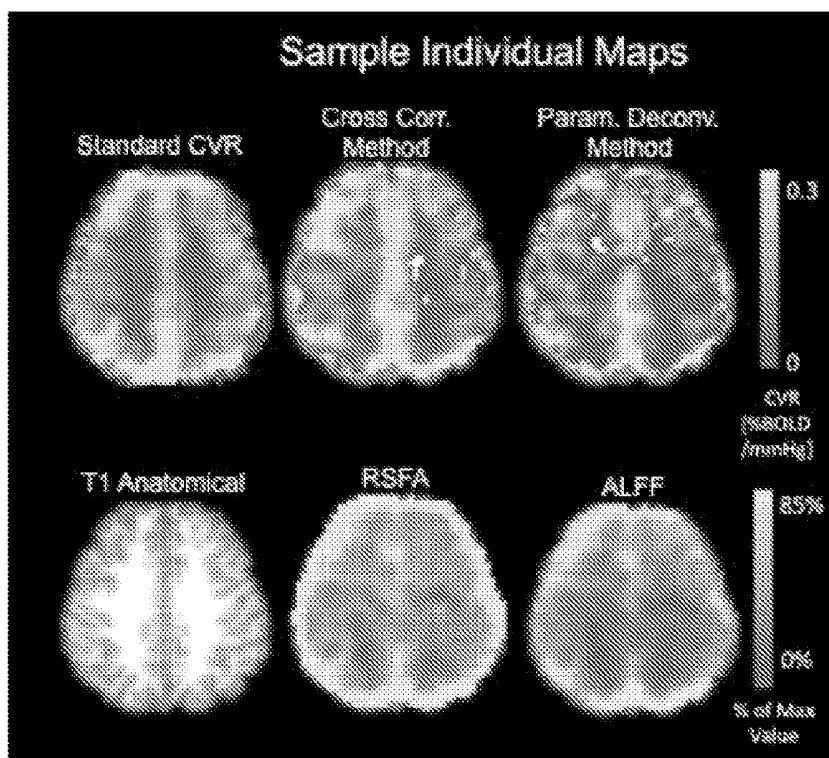 Sample Individual Maps
Standard CVR
Cross Corr.
Method
Param. Deconv.
Method
0.3
0
CVR
[%BOLD
/mmHg]
T1 Anatomical
RSFA
ALFF
85%
0%
% of Max
Value